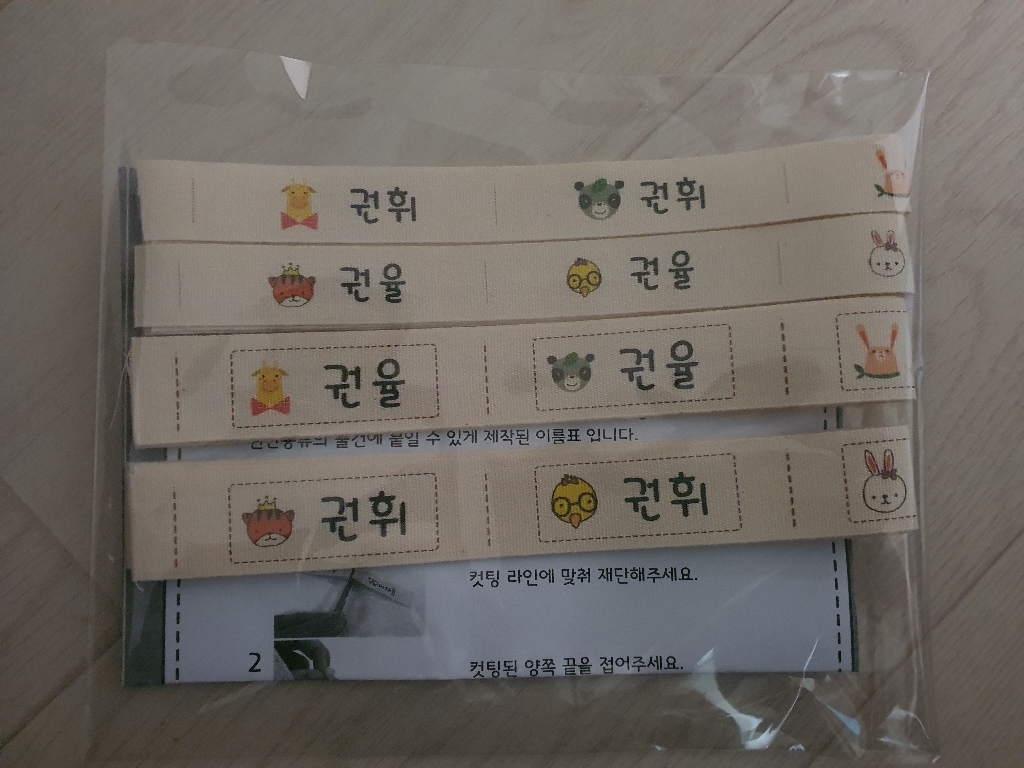 권휘 권휘
권율 권율
권율 권율
물건에 붙일 수 있게 제작된 이름표 입니다.
권휘 권휘
컷팅 라인에 맞춰 재단해주세요.
2 컷팅된 양쪽 끝을 접어주세요.